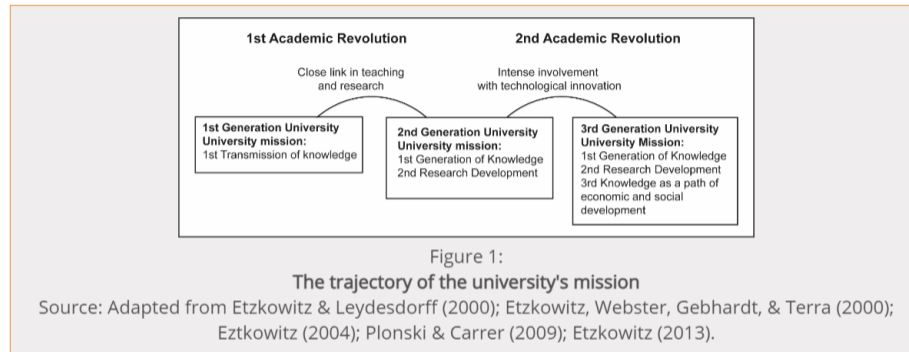 1st Academic Revolution
2nd Academic Revolution
Close link in teaching
and research
Intense involvement
with technological innovation
1st Generation University
University mission:
1st Transmission of knowledge
2nd Generation University
University mission:
1st Generation of Knowledge
2nd Research Development
3rd Generation University
University Mission:
1st Generation of Knowledge
2nd Research Development
3rd Knowledge as a path of
economic and social
development
Figure 1:
The trajectory of the university's mission
Source: Adapted from Etzkowitz & Leydesdorff (2000); Etzkowitz, Webster, Gebhardt, & Terra (2000);
Eztkowitz (2004); Plonski & Carrer (2009); Etzkowitz (2013).